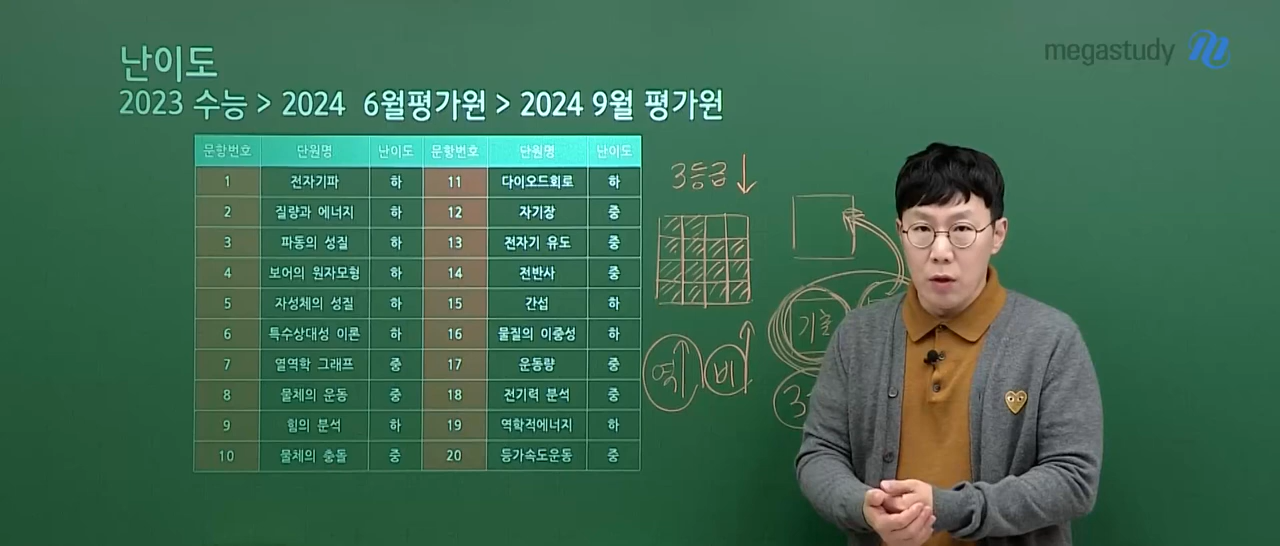 난이도
megastudy
2023 수능 > 2024 6월평가원 > 2024 9월 평가원
문항번호 단원명 난이도 문항번호 단원명 난이도
1 전자기파 하 11 다이오드회로 하
2 질량과 에너지 하 12 자기장 중
3 파동의 성질 하 13 전자기 유도 중
4 보어의 원자모형 하 14 전반사 중
5 자성체의 성질 하 15 간섭 하
6 특수상대성 이론 하 16 물질의 이중성 하
7 열역학 그래프 중 17 운동량 중
8 물체의 운동 중 18 전기력 분석 중
9 힘의 분석 하 19 역학적에너지 하
10 물체의 충돌 중 20 등가속도운동 중
3등급 ↓
기출
역 비
3